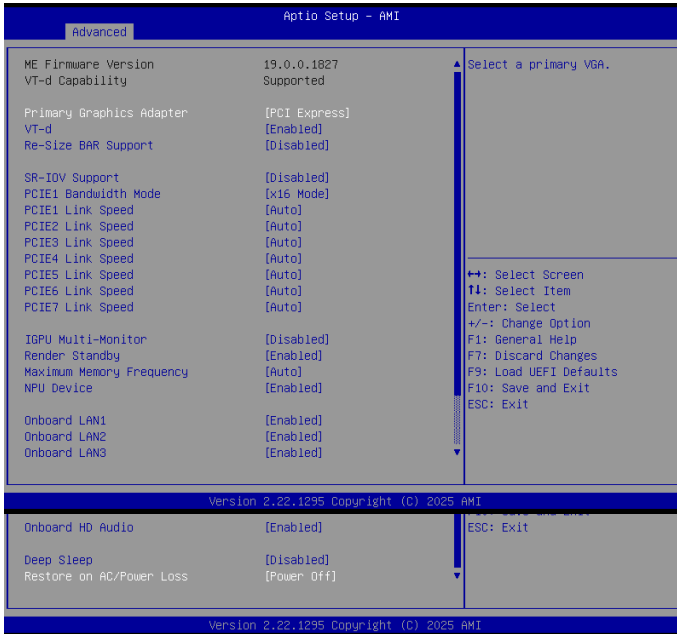 Aptio Setup – AMI
Advanced
ME Firmware Version 19.0.0.1827
VT-d Capability Supported
Primary Graphics Adapter [PCI Express]
VT-d [Enabled]
Re-Size BAR Support [Disabled]
SR-IOV Support [Disabled]
PCIE1 Bandwidth Mode [x16 Mode]
PCIE1 Link Speed [Auto]
PCIE2 Link Speed [Auto]
PCIE3 Link Speed [Auto]
PCIE4 Link Speed [Auto]
PCIE5 Link Speed [Auto]
PCIE6 Link Speed [Auto]
PCIE7 Link Speed [Auto]
IGPU Multi-Monitor [Disabled]
Render Standby [Enabled]
Maximum Memory Frequency [Auto]
NPU Device [Enabled]
Onboard LAN1 [Enabled]
Onboard LAN2 [Enabled]
Onboard LAN3 [Enabled]
Select a primary VGA.
↔: Select Screen
↑↓: Select Item
Enter: Select
+/-: Change Option
F1: General Help
F7: Discard Changes
F9: Load UEFI Defaults
F10: Save and Exit
ESC: Exit
Version 2.22.1295 Copyright (C) 2025 AMI
Onboard HD Audio [Enabled]
Deep Sleep [Disabled]
Restore on AC/Power Loss [Power Off]
ESC: Exit
Version 2.22.1295 Copyright (C) 2025 AMI